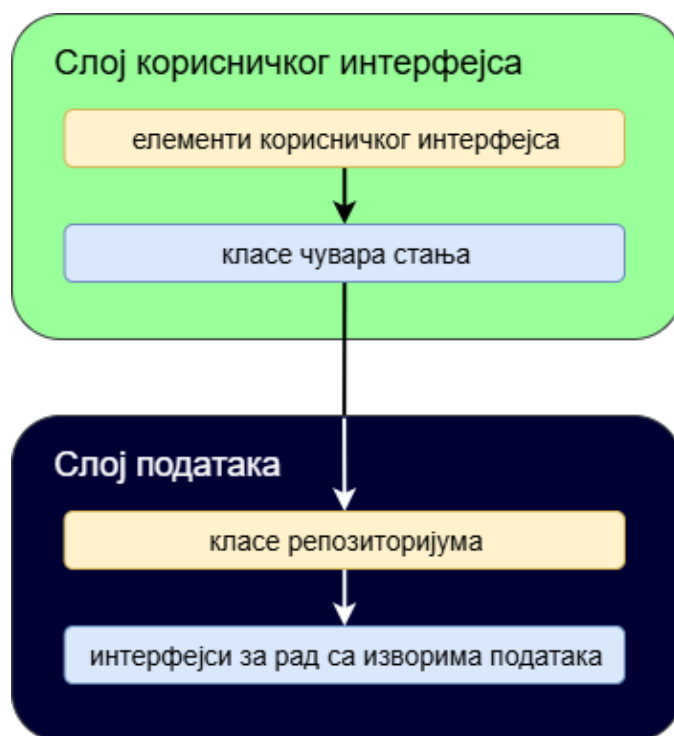 Слој корисничког интерфејса
елементи корисничког интерфејса
класе чувара стања
Слој података
класе репозиторијума
интерфејси за рад са изворима података